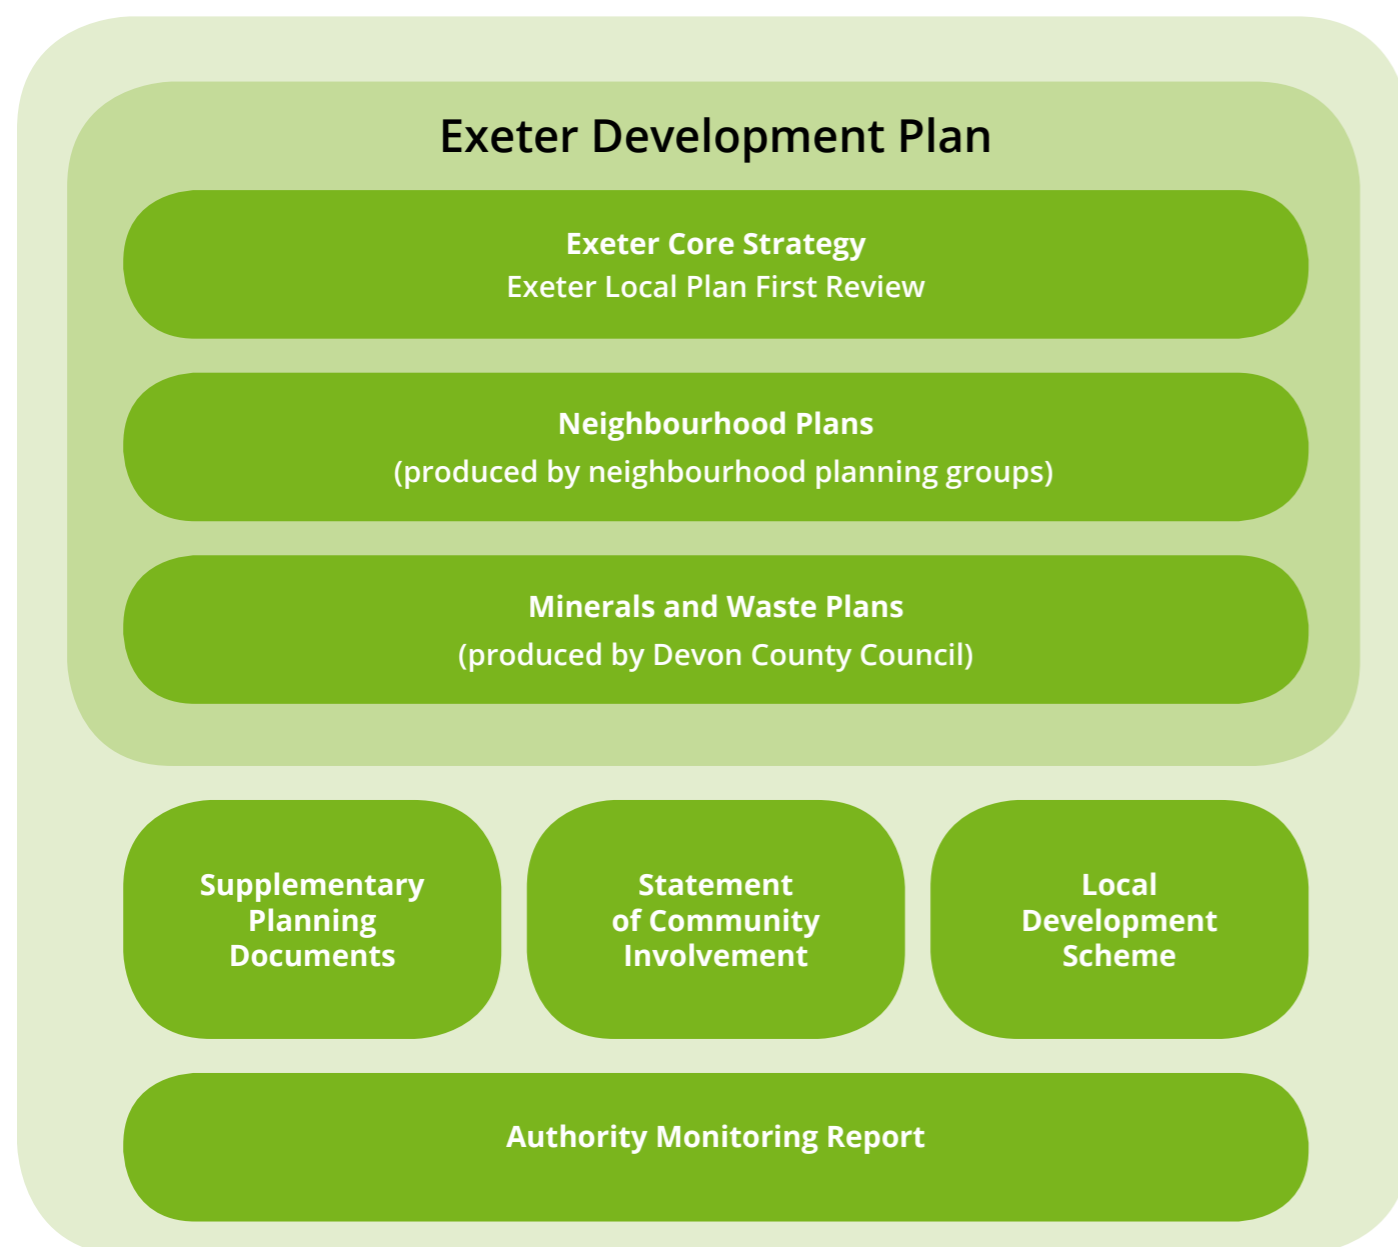 Exeter Development Plan
Exeter Core Strategy
Exeter Local Plan First Review
Neighbourhood Plans
(produced by neighbourhood planning groups)
Minerals and Waste Plans
(produced by Devon County Council)
Supplementary
Planning
Documents
Statement
of Community
Involvement
Local
Development
Scheme
Authority Monitoring Report